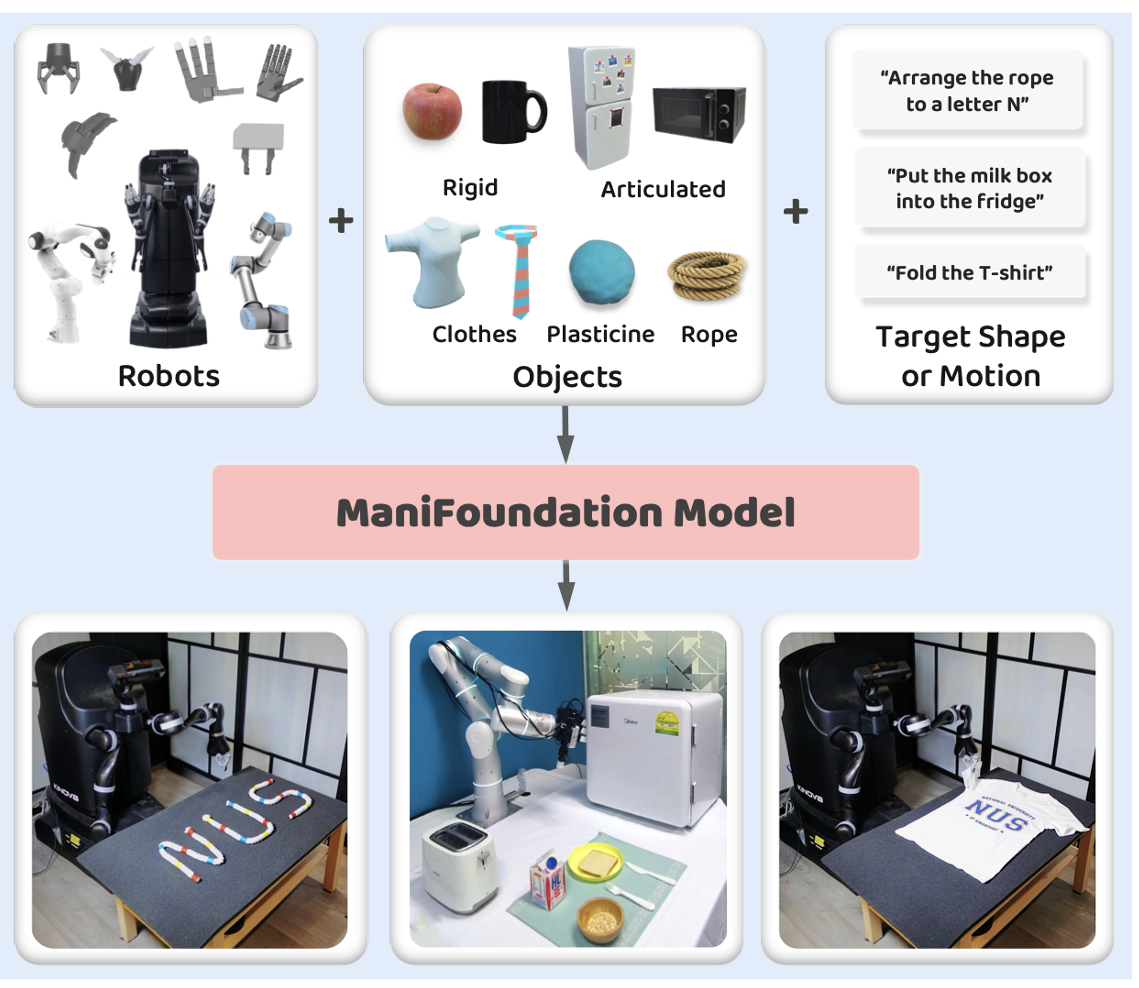 “Arrange the rope
to a letter N”
“Put the milk box
into the fridge”
“Fold the T-shirt”
Target Shape
or Motion
Rigid
Articulated
Clothes
Plasticine
Rope
Objects
Robots
+
+
ManiFoundation Model
KINOVA
NUS
Midea
KINOVA
NATIONAL UNIVERSITY
NUS
OF SINGAPORE